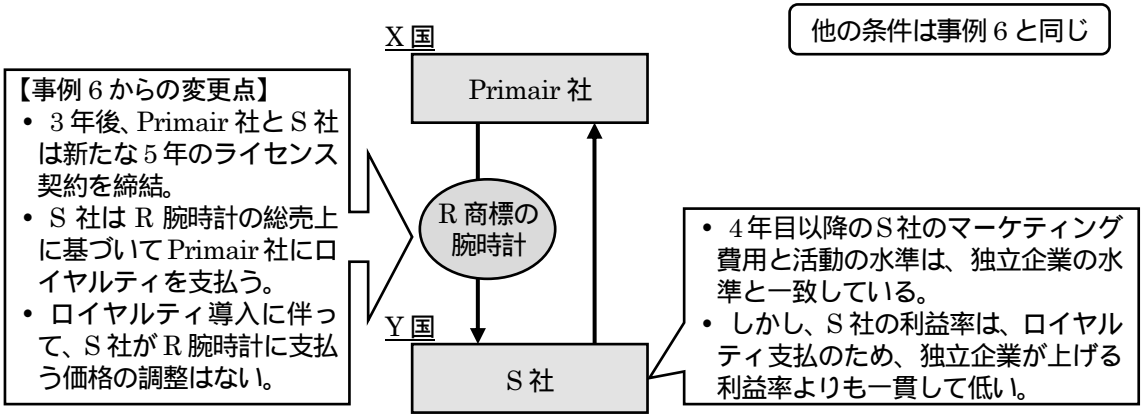 他の条件は事例 6 と同じ
X 国
Primair 社
【事例 6 からの変更点】
• 3 年後、Primair 社と S 社
は新たな 5 年のライセンス
契約を締結。
• S 社は R 腕時計の総売上
に基づいて Primair 社にロ
イヤルティを支払う。
• ロイヤルティ導入に伴っ
て、S 社が R 腕時計に支払
う価格の調整はない。
R 商標の
腕時計
Y 国
S 社
• 4 年目以降の S 社のマーケティング
費用と活動の水準は、独立企業の水
準と一致している。
• しかし、S 社の利益率は、ロイヤル
ティ支払のため、独立企業が上げる
利益率よりも一貫して低い。